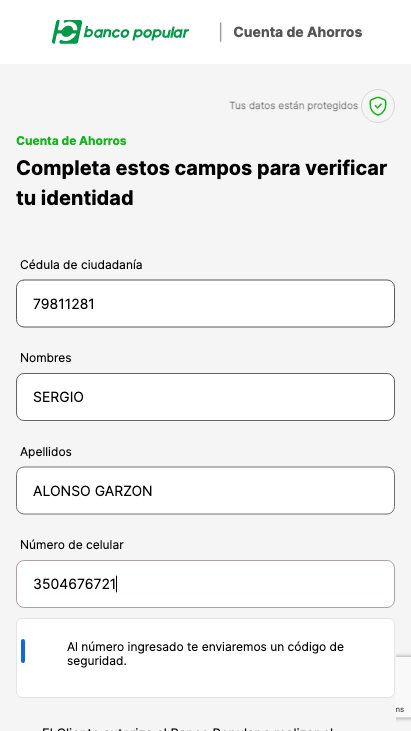 banco popular
Cuenta de Ahorros
Tus datos están protegidos
Cuenta de Ahorros
Completa estos campos para verificar
tu identidad
Cédula de ciudadanía
79811281
Nombres
SERGIO
Apellidos
ALONSO GARZON
Número de celular
3504676721
Al número ingresado te enviaremos un código de
seguridad.